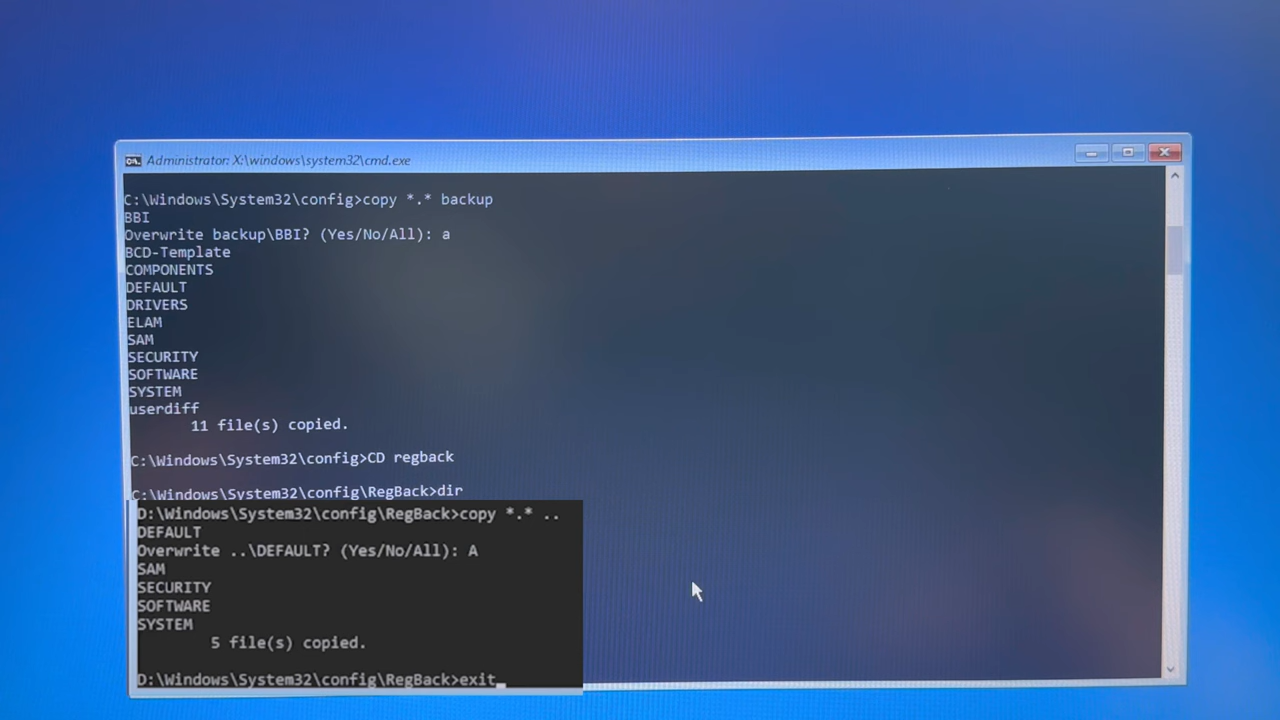 Administrator: X:\windows\system32\cmd.exe
C:\Windows\System32\config>copy *.* backup
BBI
Overwrite backup\BBI? (Yes/No/All): a
BCD-Template
COMPONENTS
DEFAULT
DRIVERS
ELAM
SAM
SECURITY
SOFTWARE
SYSTEM
userdiff
11 file(s) copied.
C:\Windows\System32\config>CD regback
C:\Windows\System32\config\RegBack>dir
D:\Windows\System32\config\RegBack>copy *.* ..
DEFAULT
Overwrite ..\DEFAULT? (Yes/No/All): A
SAM
SECURITY
SOFTWARE
SYSTEM
5 file(s) copied.
D:\Windows\System32\config\RegBack>exit